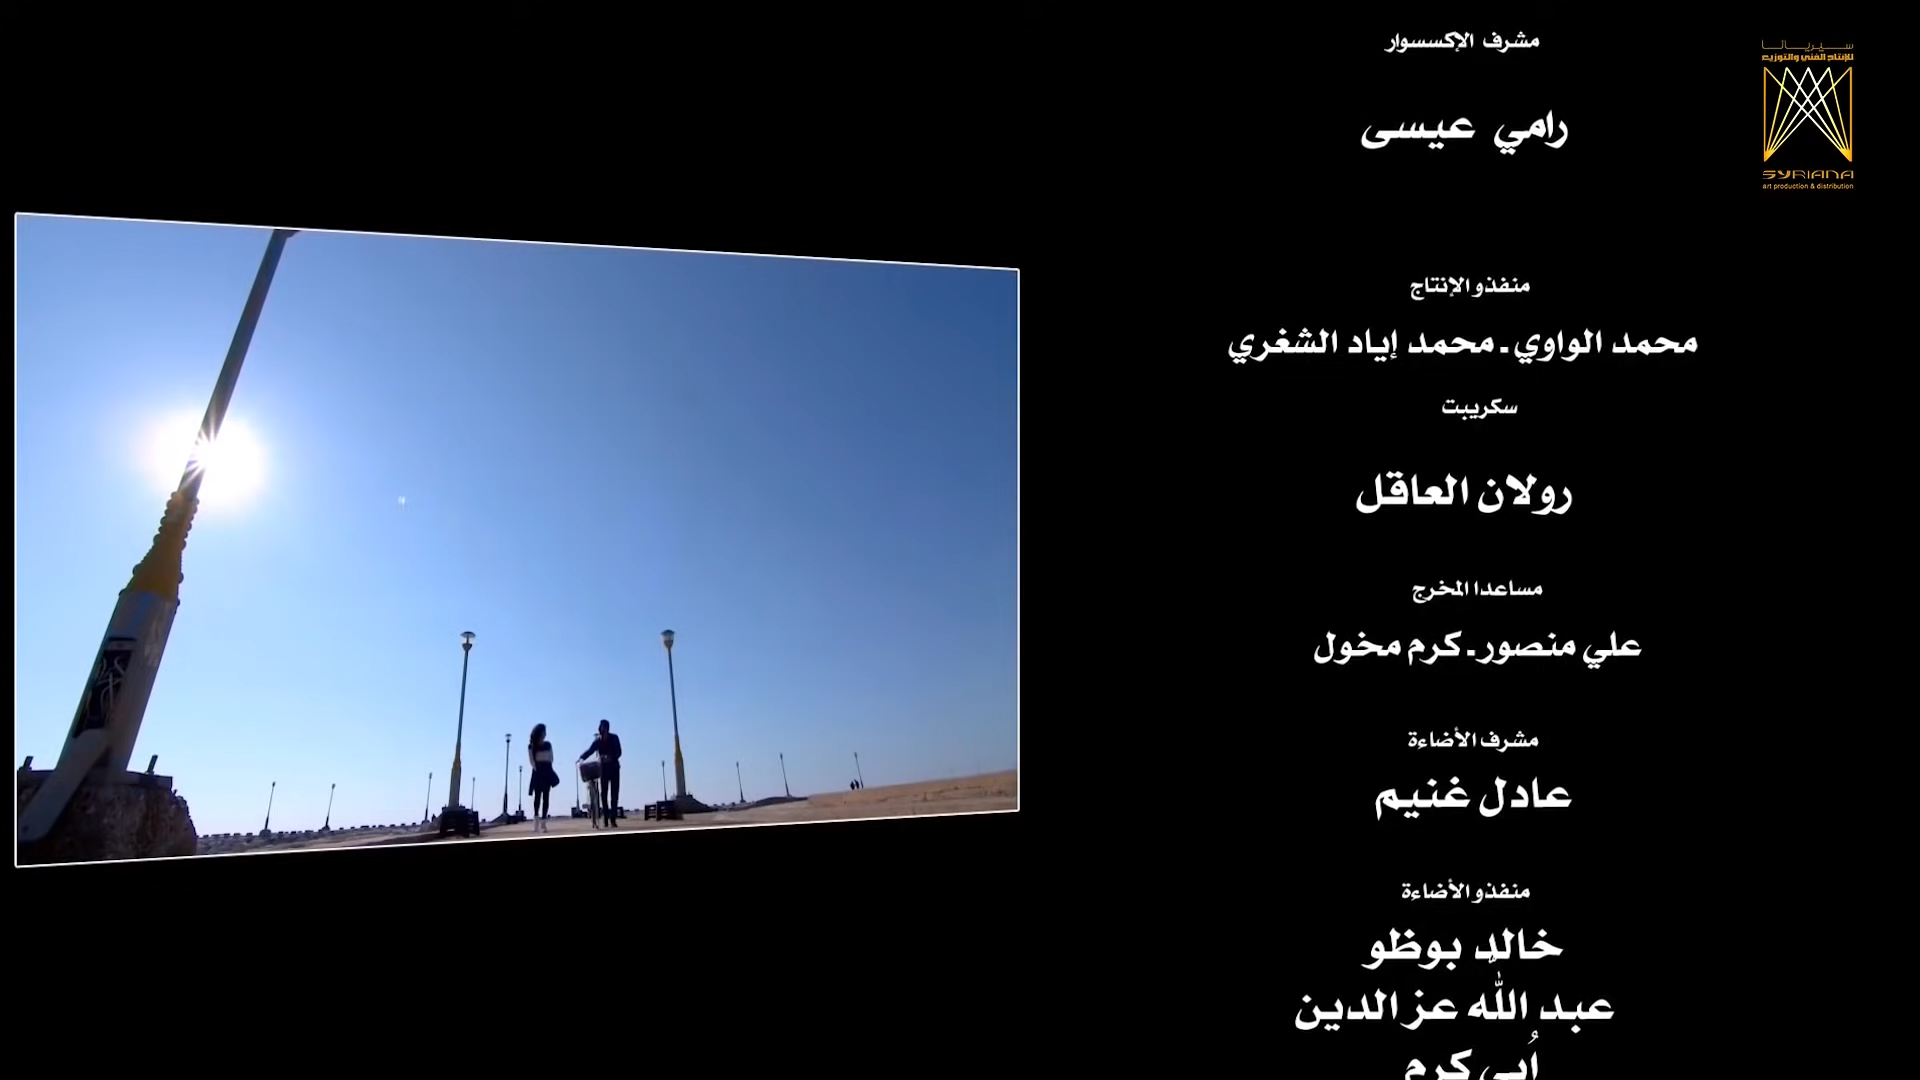 مشرف الإكسسوار
رامي عيسى
منفذو الإنتاج
محمد الواوي ـ محمد إياد الشغري
سكريبت
رولان العاقل
مساعدا المخرج
علي منصور ـ كرم مخول
مشرف الأضاءة
عادل غنيم
منفذو الأضاءة
خالد بوظو
عبد الله عز الدين
أبي كرم
سيريانا
للإنتاج الفني والتوزيع
SYRIANA
art production & distribution